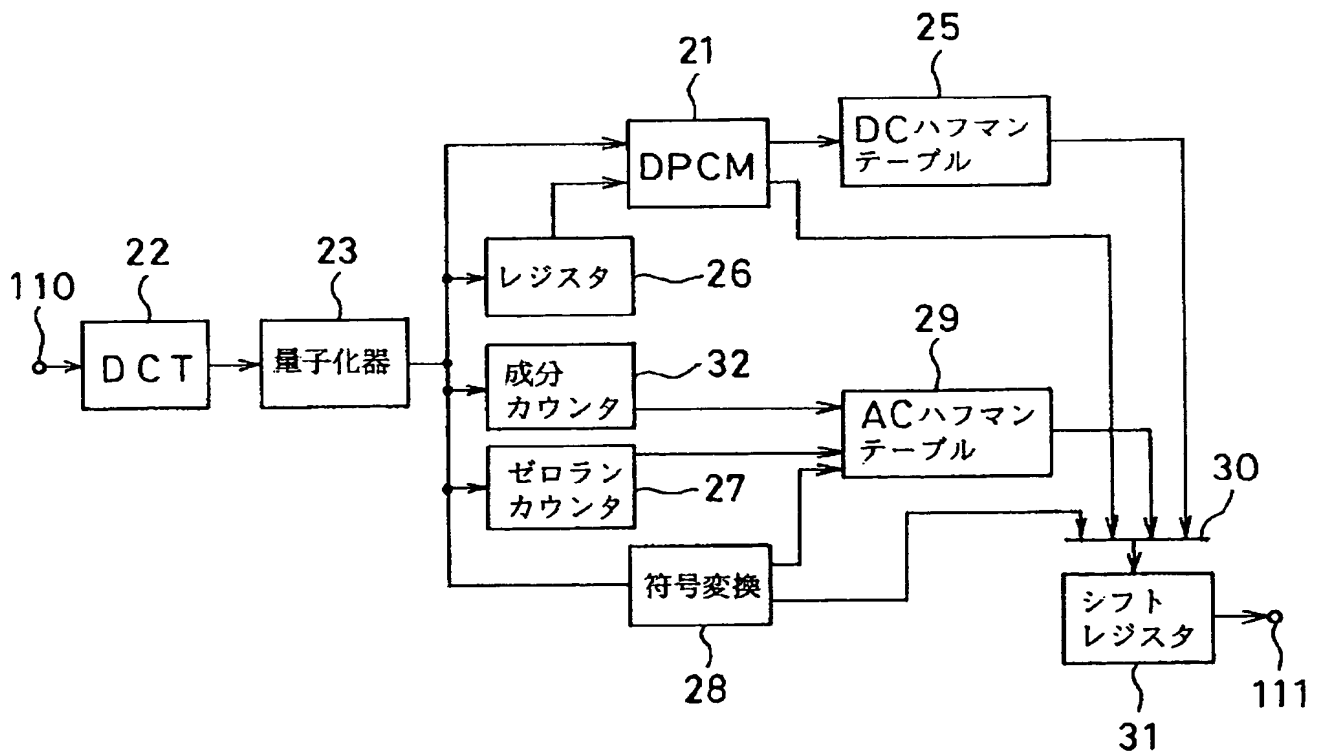 25
21
DCハフマン
テーブル
DPCM
22
23
110
レジスタ
26
DCT
量子化器
29
成分
カウンタ
32
ACハフマン
テーブル
ゼロラン
カウンタ
27
30
符号変換
シフト
レジスタ
28
111
31